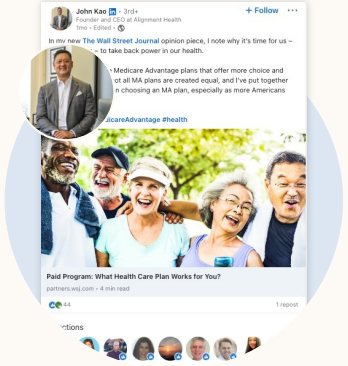 John Kao in · 3rd+
+ Follow
Founder and CEO at Alignment Health
1mo · Edited ·
In my new The Wall Street Journal opinion piece, I note why it's time for us –
– to take back power in our health.
Medicare Advantage plans that offer more choice and
ot all MA plans are created equal, and I've put together
n choosing an MA plan, especially as more Americans
icareAdvantage #health
Paid Program: What Health Care Plan Works for You?
partners.wsj.com · 4 min read
44
1 repost
ctions